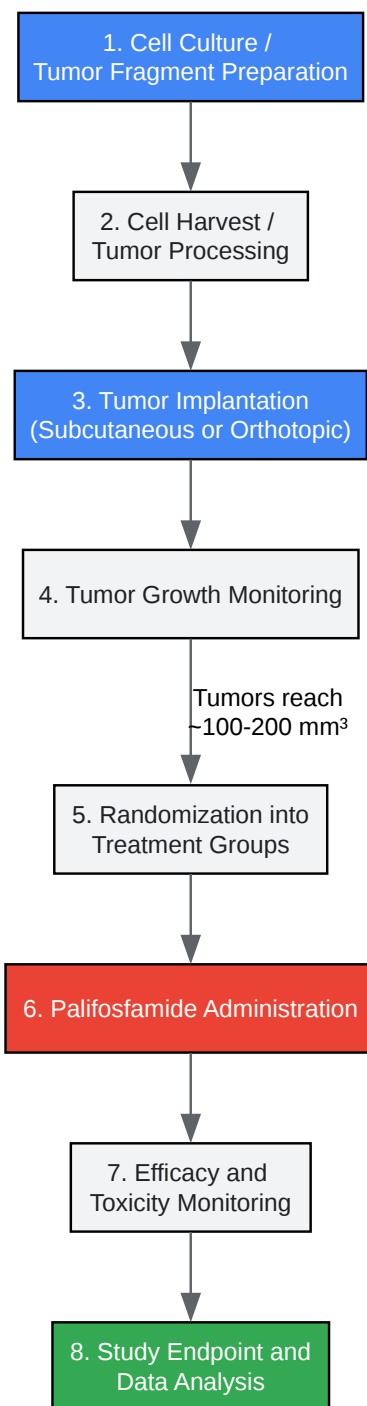 1. Cell Culture /
Tumor Fragment Preparation
2. Cell Harvest /
Tumor Processing
3. Tumor Implantation
(Subcutaneous or Orthotopic)
4. Tumor Growth Monitoring
Tumors reach
~100-200 mm³
5. Randomization into
Treatment Groups
6. Palifosfamide Administration
7. Efficacy and
Toxicity Monitoring
8. Study Endpoint and
Data Analysis